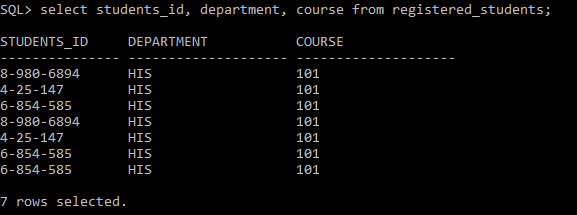 SQL> select students_id, department, course from registered_students;
STUDENTS_ID     DEPARTMENT           COURSE
--------------- -------------------- --------------------
8-980-6894      HIS                  101
4-25-147        HIS                  101
6-854-585       HIS                  101
8-980-6894      HIS                  101
4-25-147        HIS                  101
6-854-585       HIS                  101
6-854-585       HIS                  101
7 rows selected.